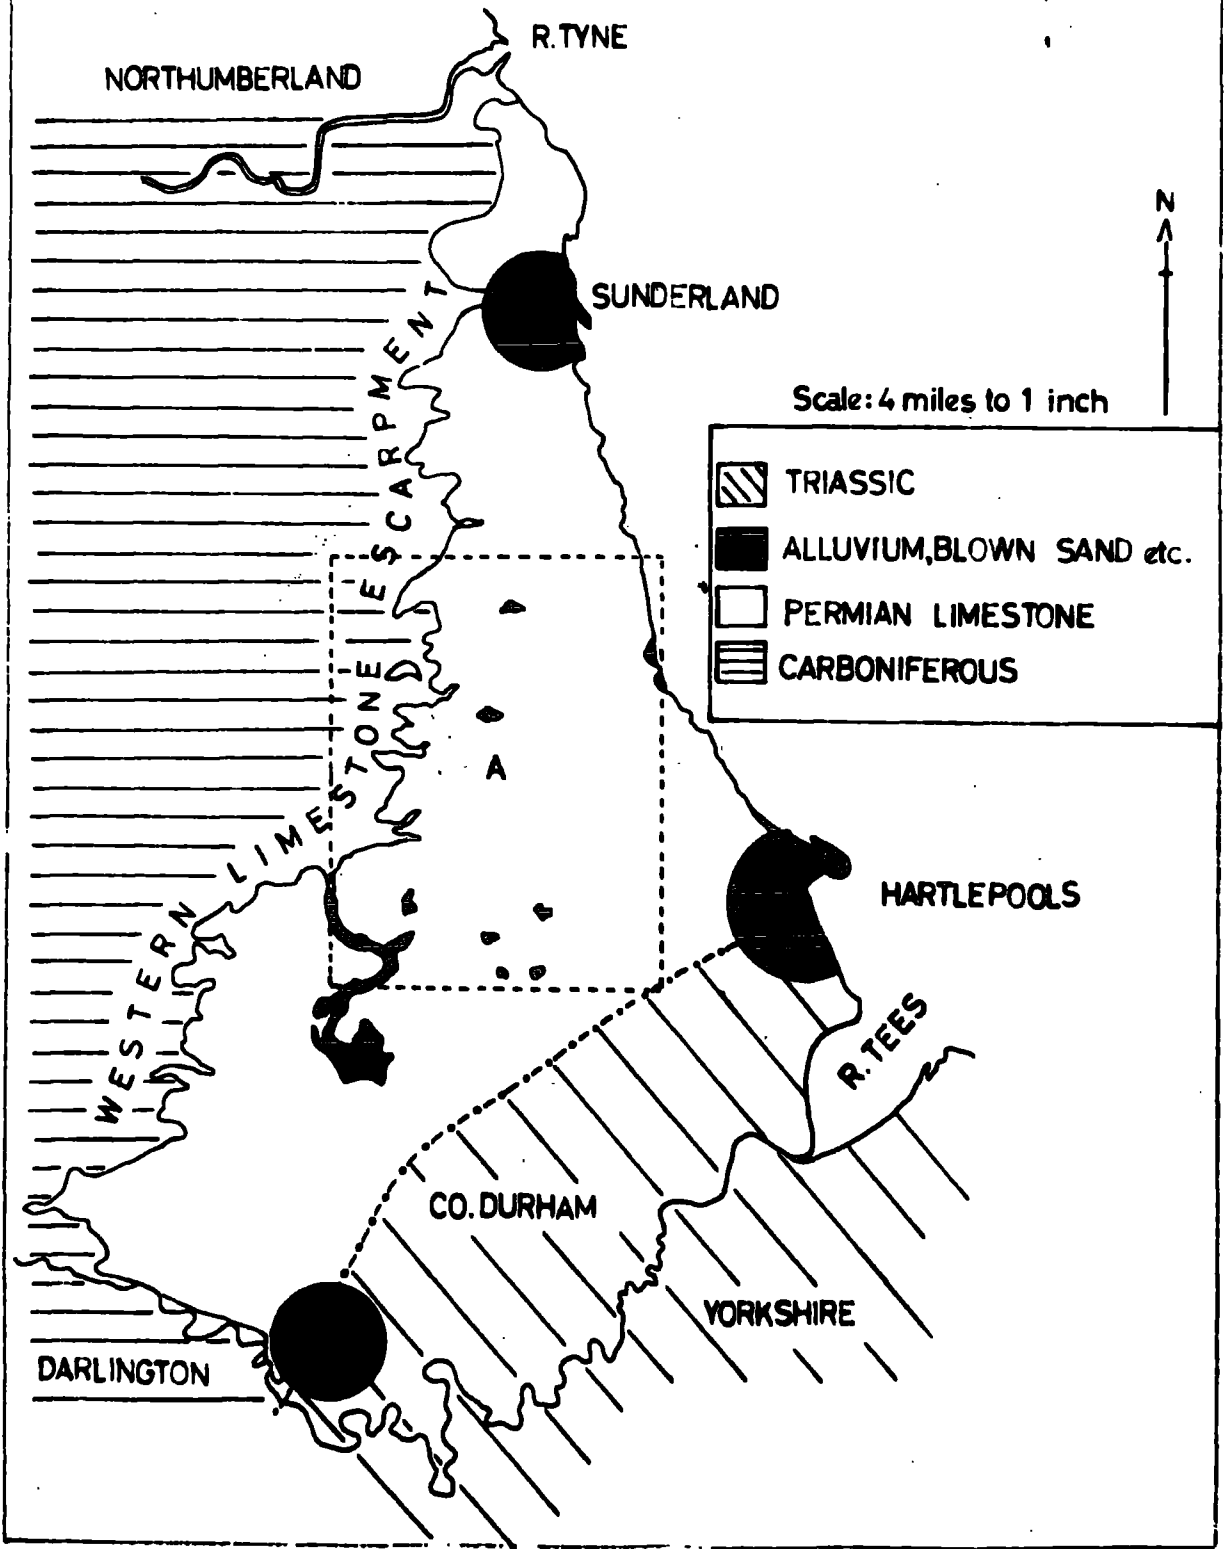 R. TYNE
NORTHUMBERLAND
N
SUNDERLAND
Scale: 4 miles to 1 inch
TRIASSIC
ALLUVIUM, BLOWN SAND etc.
PERMIAN LIMESTONE
CARBONIFEROUS
WESTERN LIMESTONE ESCARPMENT
A
HARTLEPOOLS
R. TEES
CO. DURHAM
YORKSHIRE
DARLINGTON